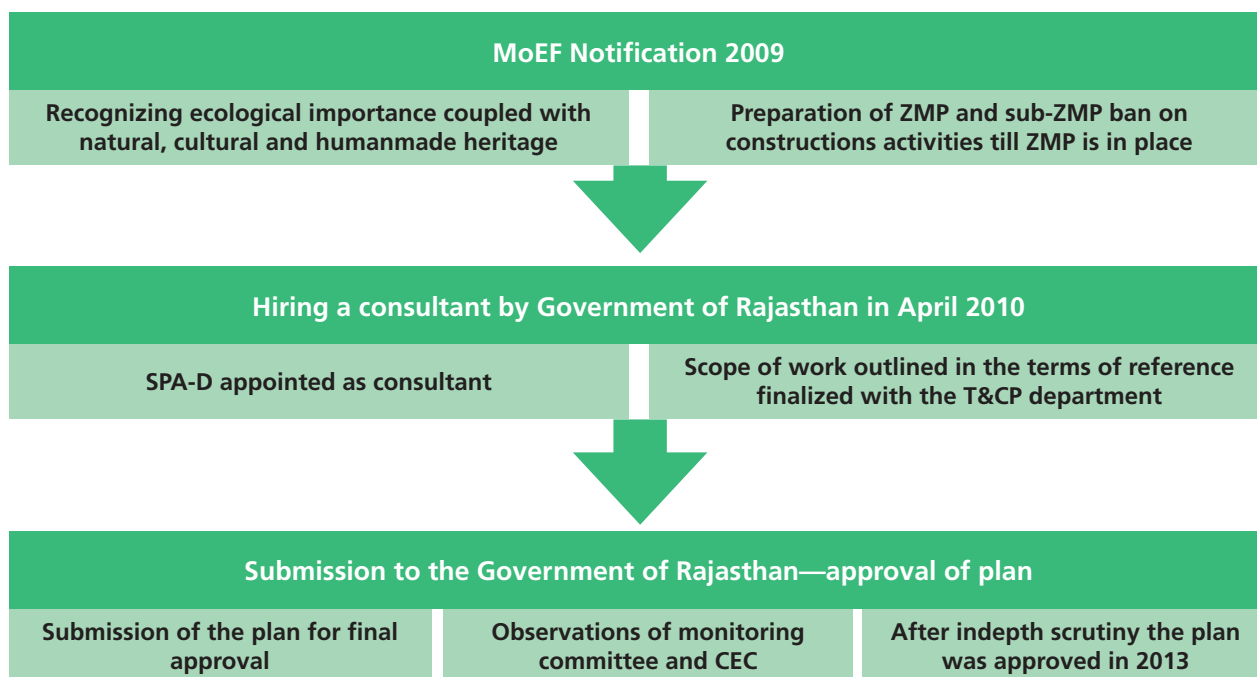 MoEF Notification 2009
Recognizing ecological importance coupled with
natural, cultural and humanmade heritage
Preparation of ZMP and sub-ZMP ban on
constructions activities till ZMP is in place
Hiring a consultant by Government of Rajasthan in April 2010
SPA-D appointed as consultant
Scope of work outlined in the terms of reference
finalized with the T&CP department
Submission to the Government of Rajasthan—approval of plan
Submission of the plan for final
approval
Observations of monitoring
committee and CEC
After indepth scrutiny the plan
was approved in 2013